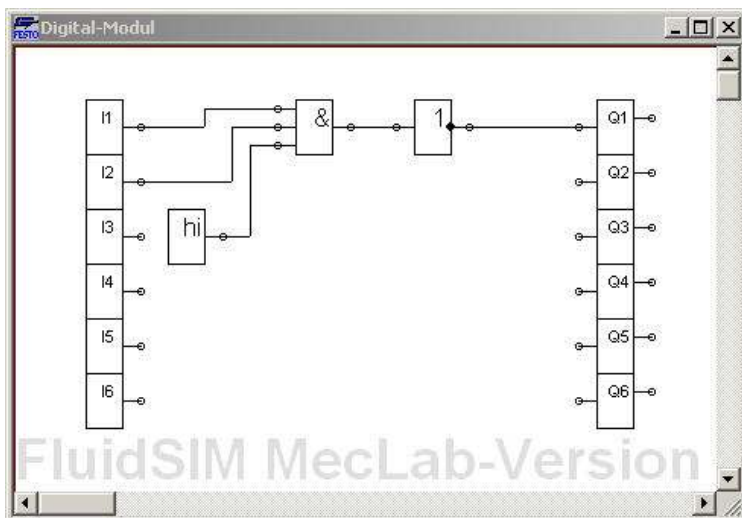 FESTO Digital-Modul
I1 & 1 Q1
I2 Q2
I3 hi Q3
I4 Q4
I5 Q5
I6 Q6
FluidSIM MecLab-Version